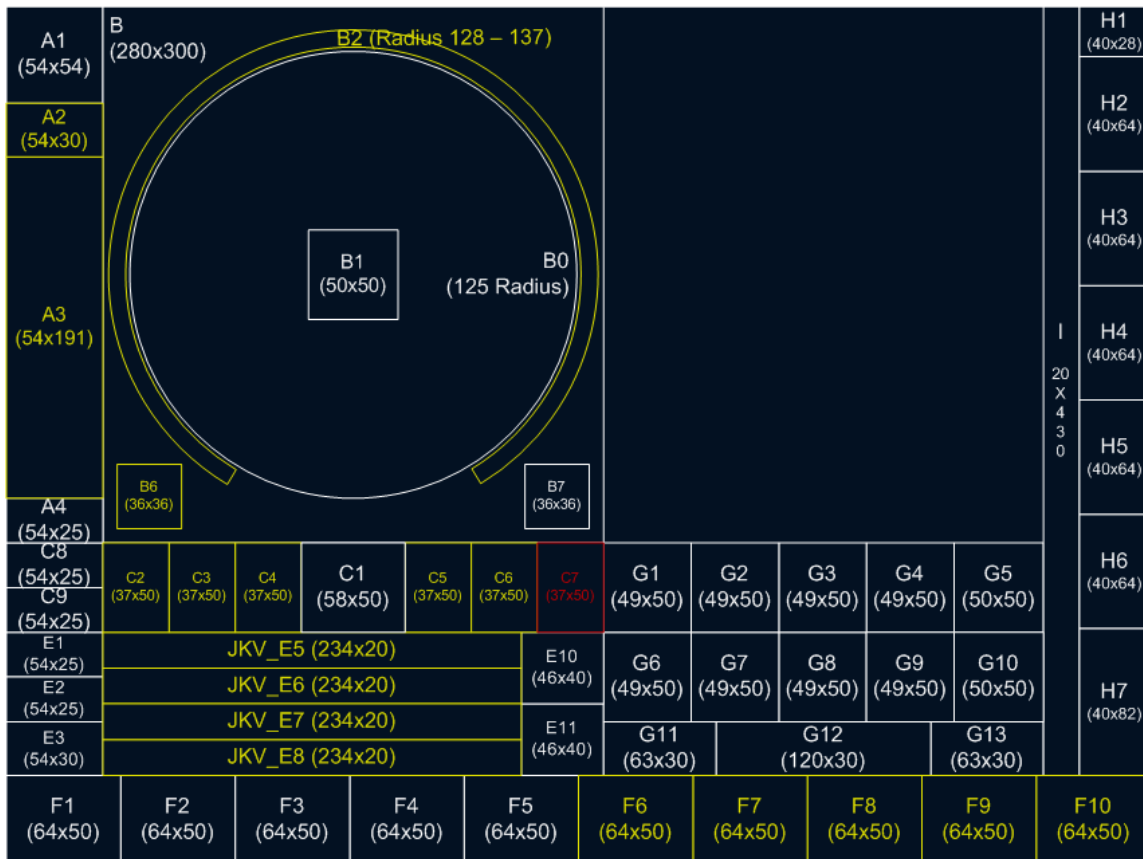 A1
(54x54)
A2
(54x30)
A3
(54x191)
A4
(54x25)
B
(280x300)
B2 (Radius 128 – 137)
B1
(50x50)
B0
(125 Radius)
B6
(36x36)
B7
(36x36)
I
20
X
4
3
0
H1
(40x28)
H2
(40x64)
H3
(40x64)
H4
(40x64)
H5
(40x64)
H6
(40x64)
H7
(40x82)
C8
(54x25)
C9
(54x25)
C2
(37x50)
C3
(37x50)
C4
(37x50)
C1
(58x50)
C5
(37x50)
C6
(37x50)
C7
(37x50)
G1
(49x50)
G2
(49x50)
G3
(49x50)
G4
(49x50)
G5
(50x50)
E1
(54x25)
E2
(54x25)
E3
(54x30)
JKV_E5 (234x20)
JKV_E6 (234x20)
JKV_E7 (234x20)
JKV_E8 (234x20)
E10
(46x40)
E11
(46x40)
G6
(49x50)
G7
(49x50)
G8
(49x50)
G9
(49x50)
G10
(50x50)
G11
(63x30)
G12
(120x30)
G13
(63x30)
F1
(64x50)
F2
(64x50)
F3
(64x50)
F4
(64x50)
F5
(64x50)
F6
(64x50)
F7
(64x50)
F8
(64x50)
F9
(64x50)
F10
(64x50)